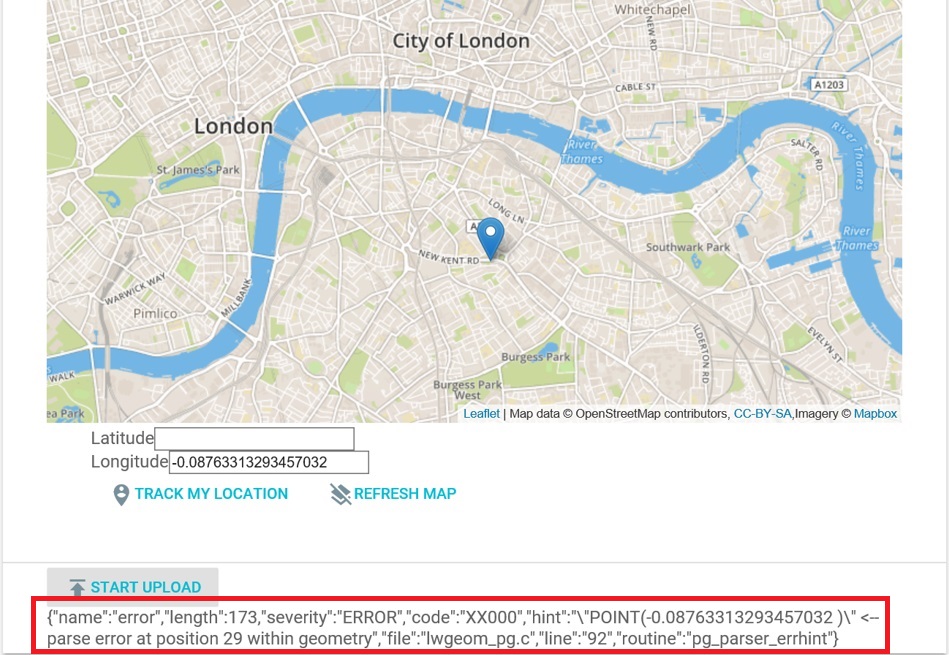 Whitechapel
NEW RD
City of London
CABLE ST
A1203
London
River
Thames
River Thames
SALTER RD
St. James's Park
LONG LN
River
Thames
NEW KENT RD
Southwark Park
WARWICK WAY
MILLBANK
Pimlico
ILDERTON RD
EVELYN ST
Burgess Park
WALK
Burgess Park
West
ea Park
Leaflet | Map data © OpenStreetMap contributors, CC-BY-SA,Imagery © Mapbox
Latitude
Longitude -0.08763313293457032
TRACK MY LOCATION REFRESH MAP
START UPLOAD
{"name":"error","length":173,"severity":"ERROR","code":"XX000","hint":"\"POINT(-0.08763313293457032 )\" <--
parse error at position 29 within geometry","file":"lwgeom_pg.c","line":"92","routine":"pg_parser_errhint"}